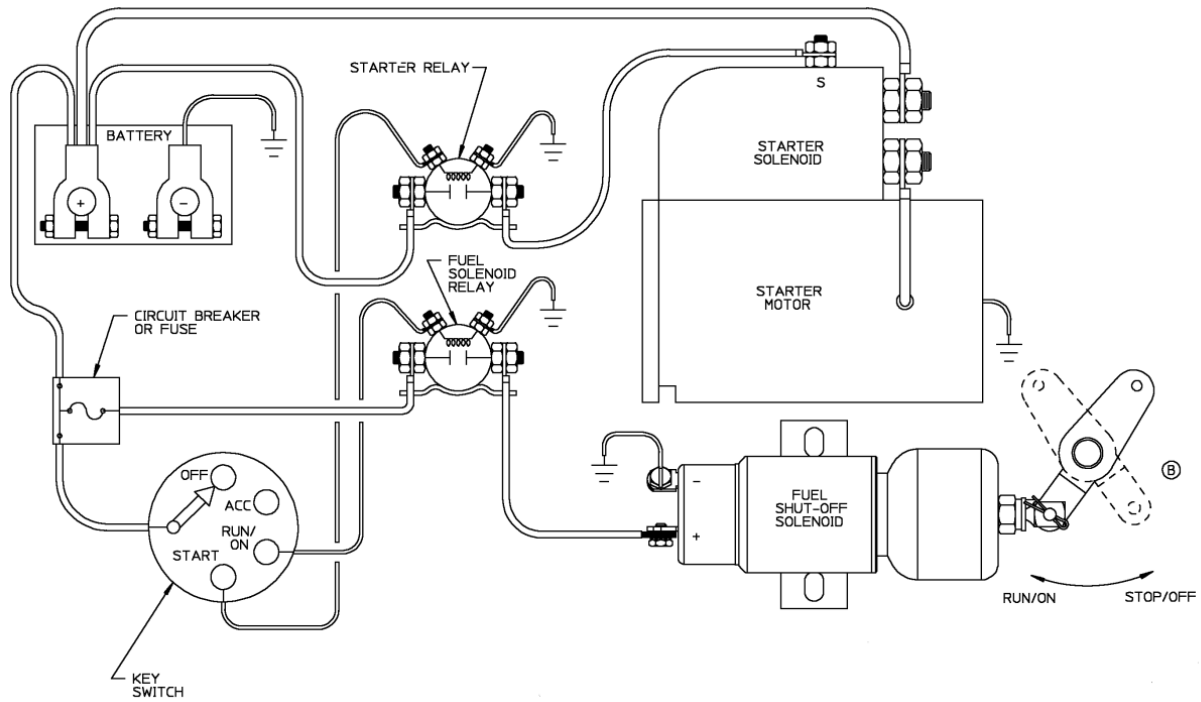 STARTER RELAY
S
BATTERY
STARTER
SOLENOID
+
−
FUEL
SOLENOID
RELAY
STARTER
MOTOR
CIRCUIT BREAKER
OR FUSE
OFF
ACC
RUN/
ON
START
−
FUEL
SHUT-OFF
SOLENOID
+
B
RUN/ON
STOP/OFF
KEY
SWITCH